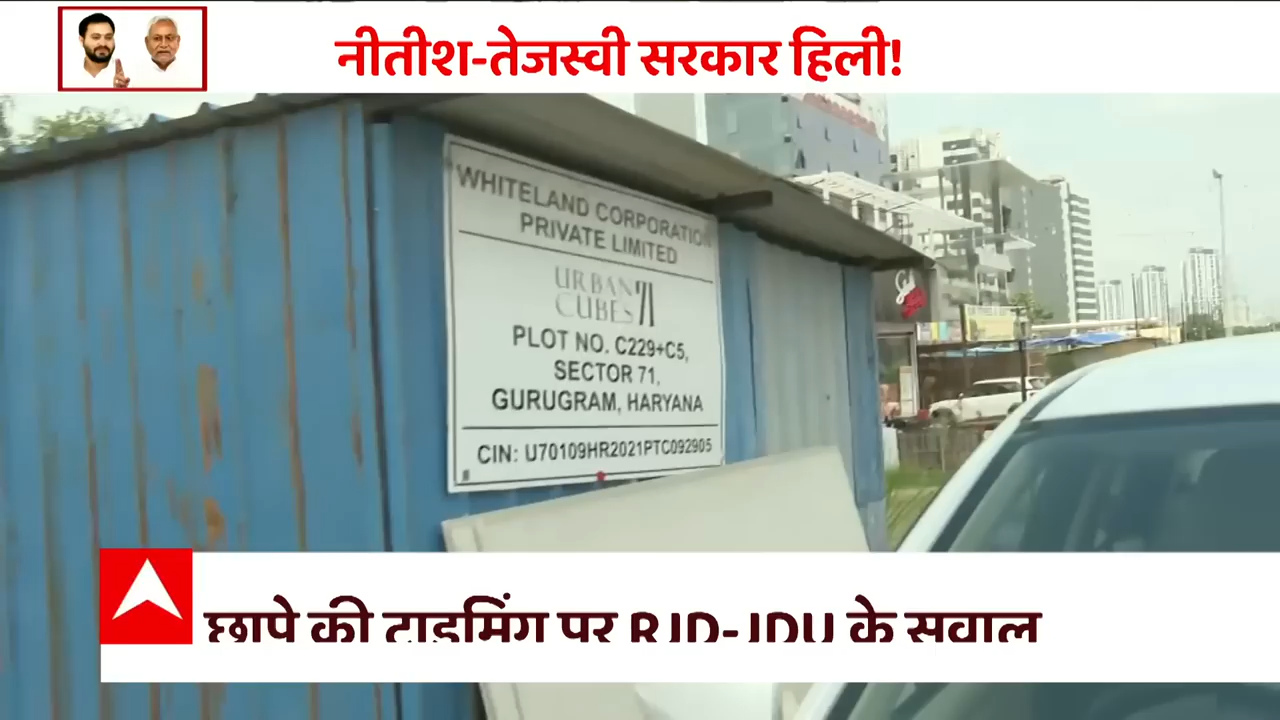 नीतीश-तेजस्वी सरकार हिली!
WHITELAND CORPORATION
PRIVATE LIMITED
URBAN
CUBES 71
PLOT NO. C229+C5,
SECTOR 71,
GURUGRAM, HARYANA
CIN: U70109HR2021PTC092905
छापे की टाइमिंग पर RJD-JDU के सवाल